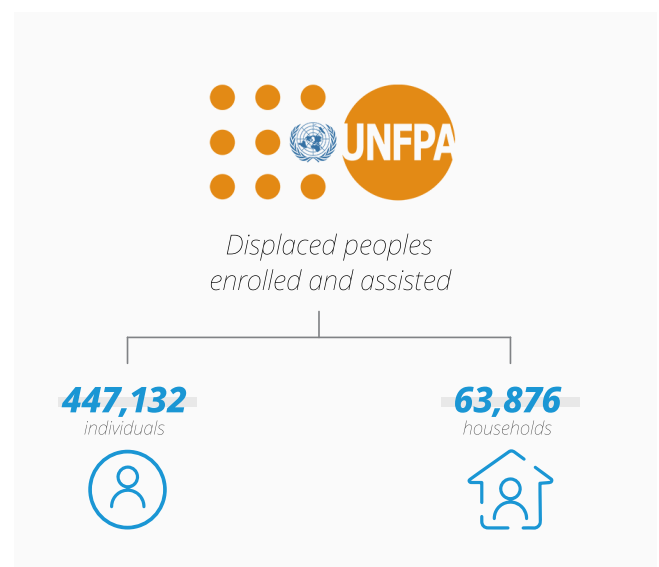 UNFPA
Displaced peoples
enrolled and assisted
447,132
individuals
63,876
households